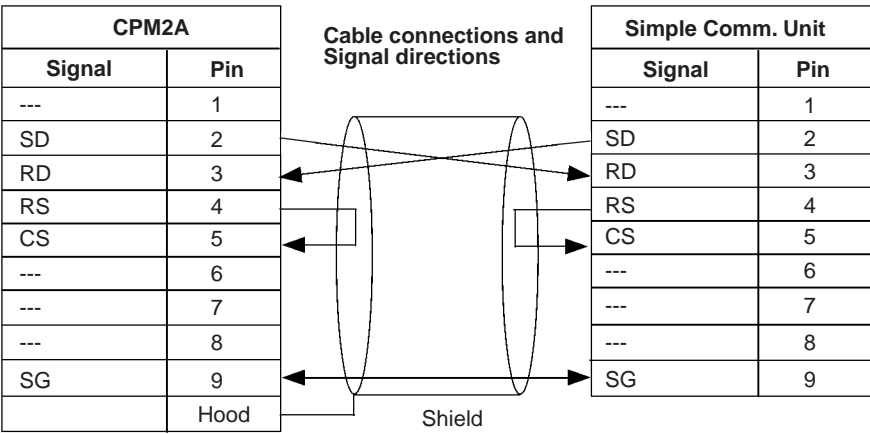 CPM2A
Signal Pin
--- 1
SD 2
RD 3
RS 4
CS 5
--- 6
--- 7
--- 8
SG 9
Hood
Cable connections and
Signal directions
Shield
Simple Comm. Unit
Signal Pin
--- 1
SD 2
RD 3
RS 4
CS 5
--- 6
--- 7
--- 8
SG 9